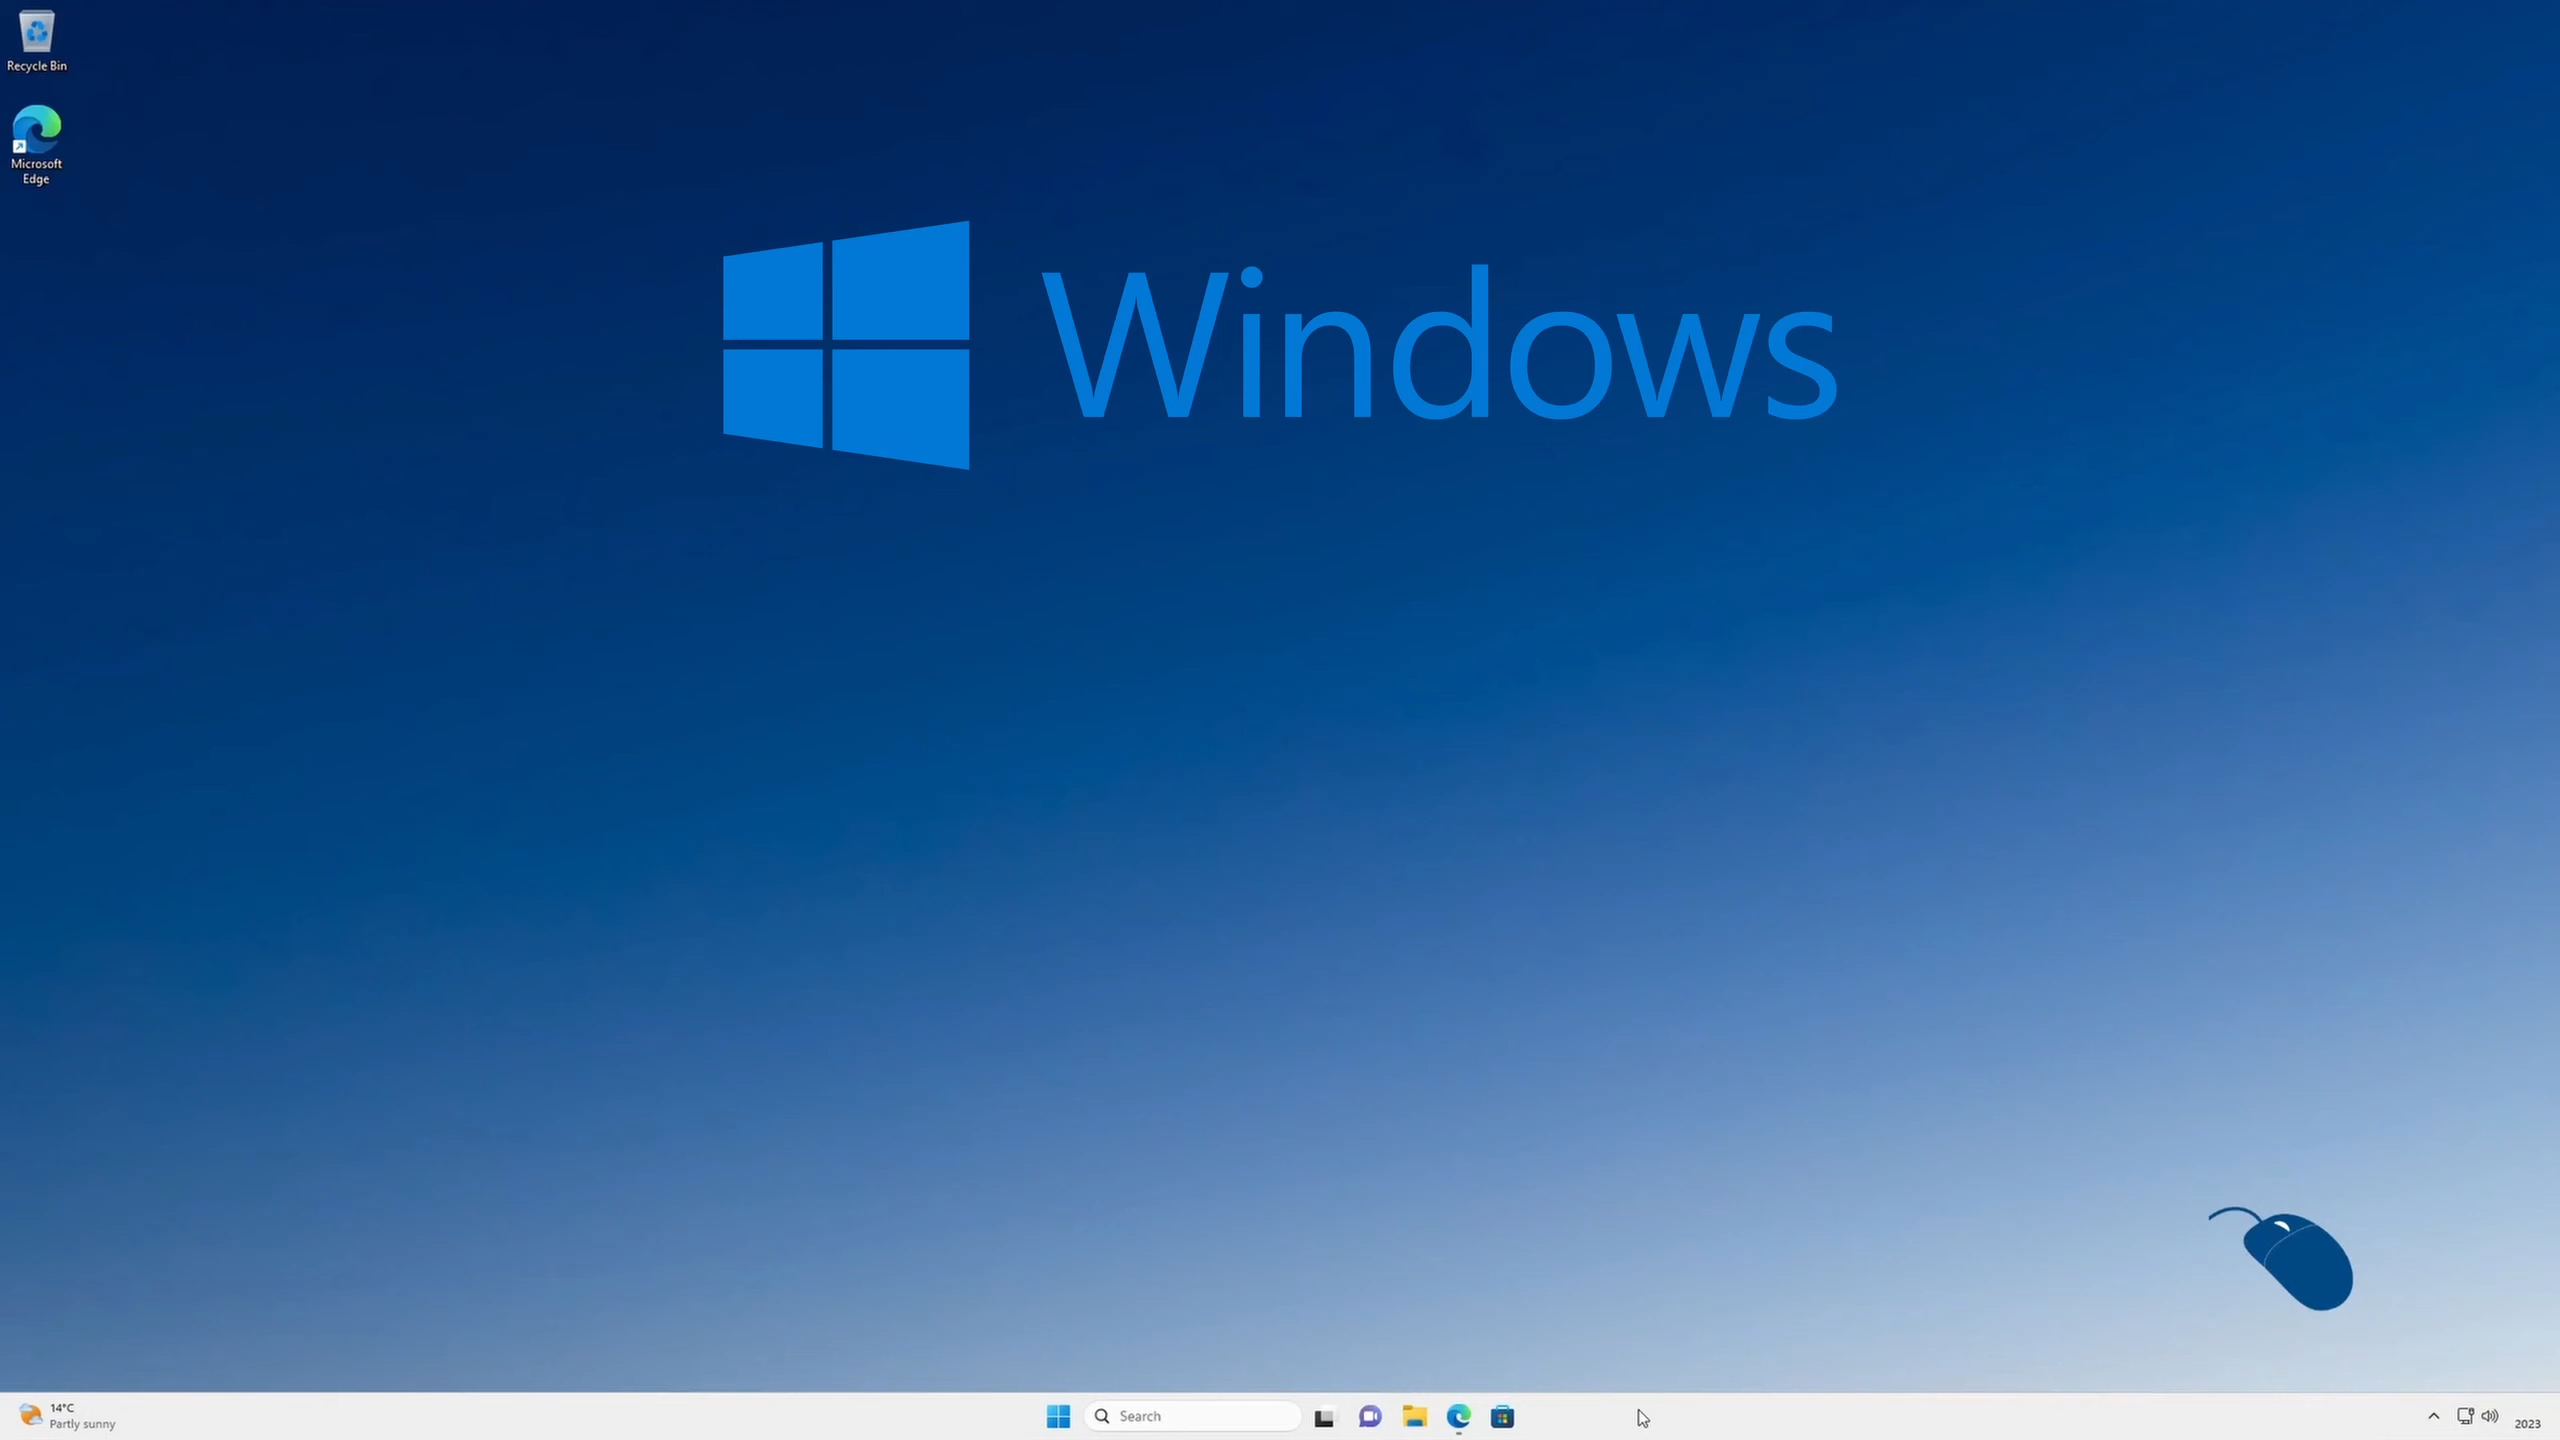 Recycle Bin
Microsoft
Edge
Windows
14°C
Partly sunny
Search
2023